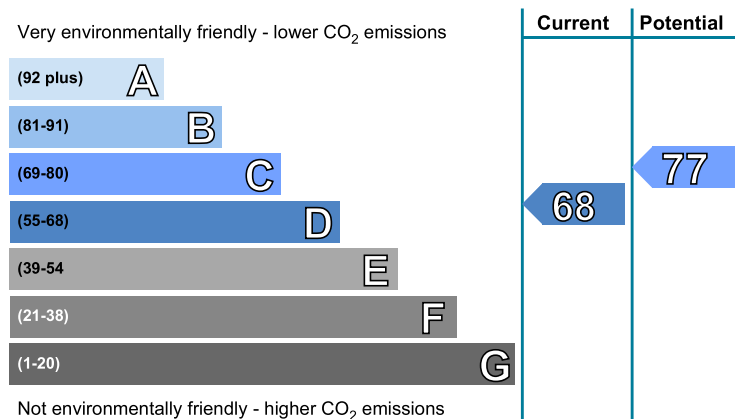 Very environmentally friendly - lower CO2 emissions
Current
Potential
(92 plus) A
(81-91) B
(69-80) C
(55-68) D
(39-54 E
(21-38) F
(1-20) G
68
77
Not environmentally friendly - higher CO2 emissions